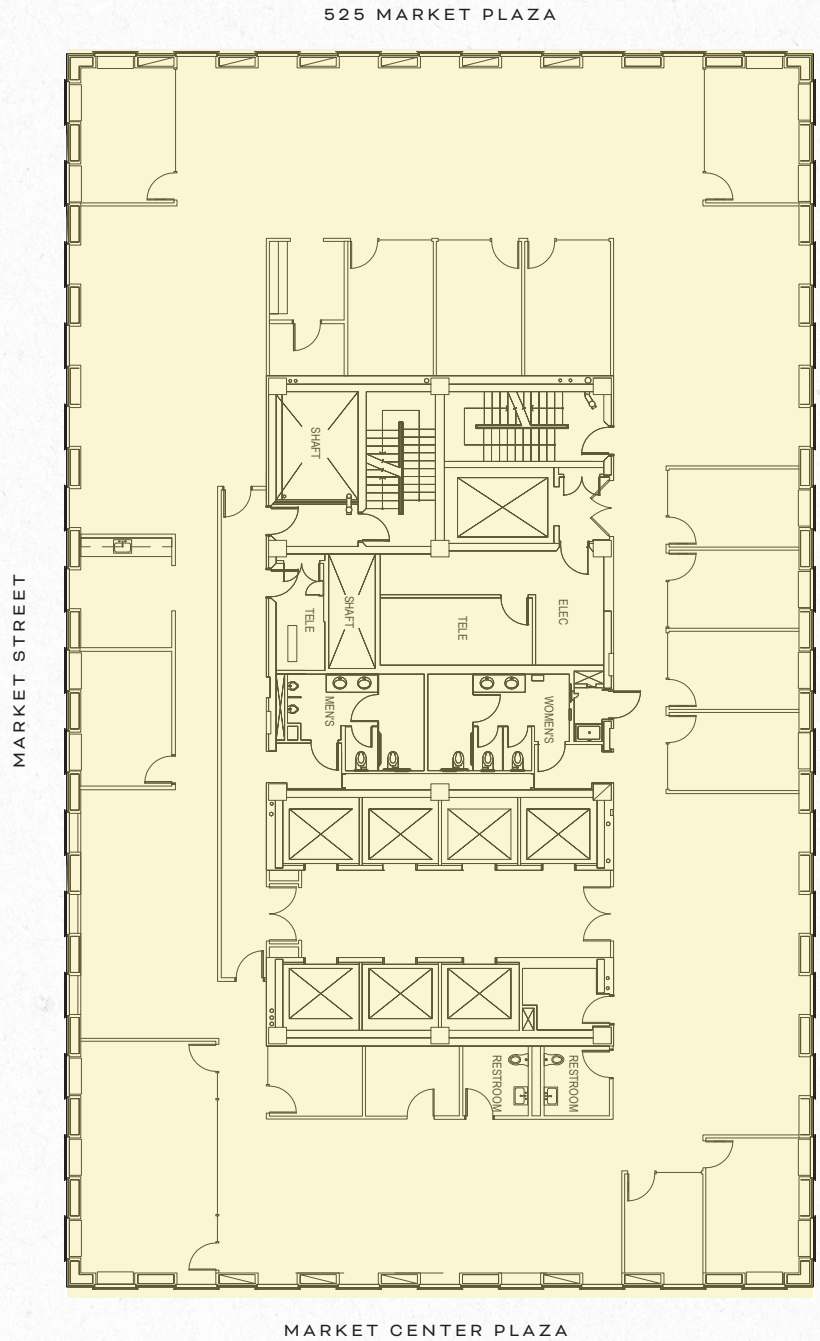 525 MARKET PLAZA
SHAFT
TELE
SHAFT
TELE
ELEC
MEN'S
WOMEN'S
MARKET STREET
RESTROOM
RESTROOM
MARKET CENTER PLAZA